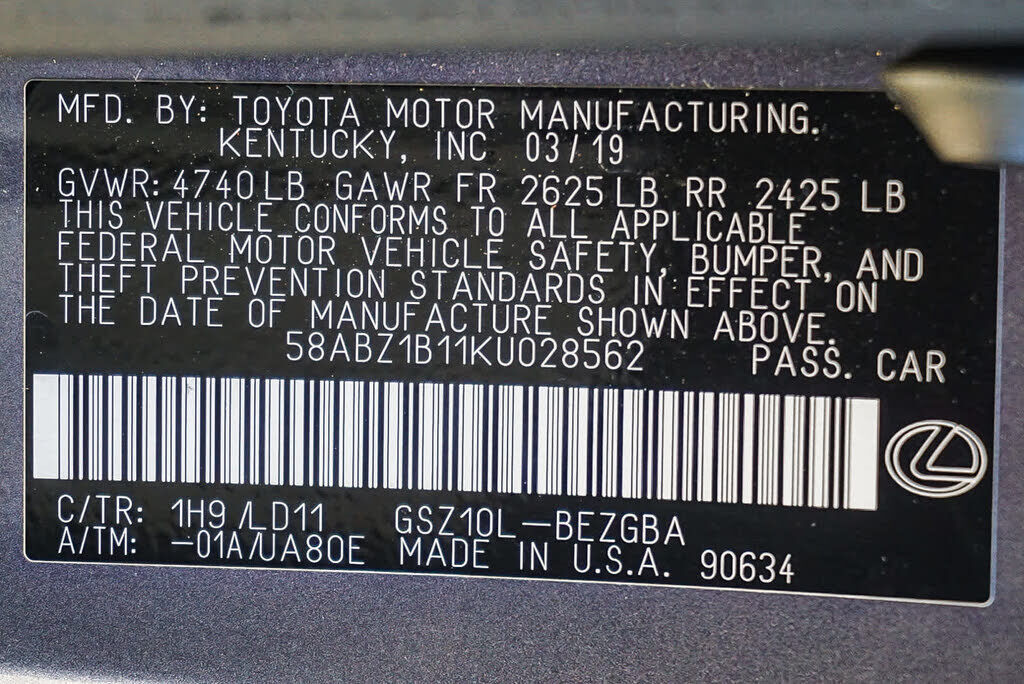 MFD. BY: TOYOTA MOTOR MANUFACTURING.
KENTUCKY, INC 03/19
GVWR: 4740LB GAWR FR 2625 LB RR 2425 LB
THIS VEHICLE CONFORMS TO ALL APPLICABLE
FEDERAL MOTOR VEHICLE SAFETY, BUMPER, AND
THEFT PREVENTION STANDARDS IN EFFECT ON
THE DATE OF MANUFACTURE SHOWN ABOVE.
58ABZ1B11KU028562 PASS. CAR
C/TR: 1H9 /LD11 GSZ10L-BEZGBA
A/TM: -01A/UA80E MADE IN U.S.A. 90634